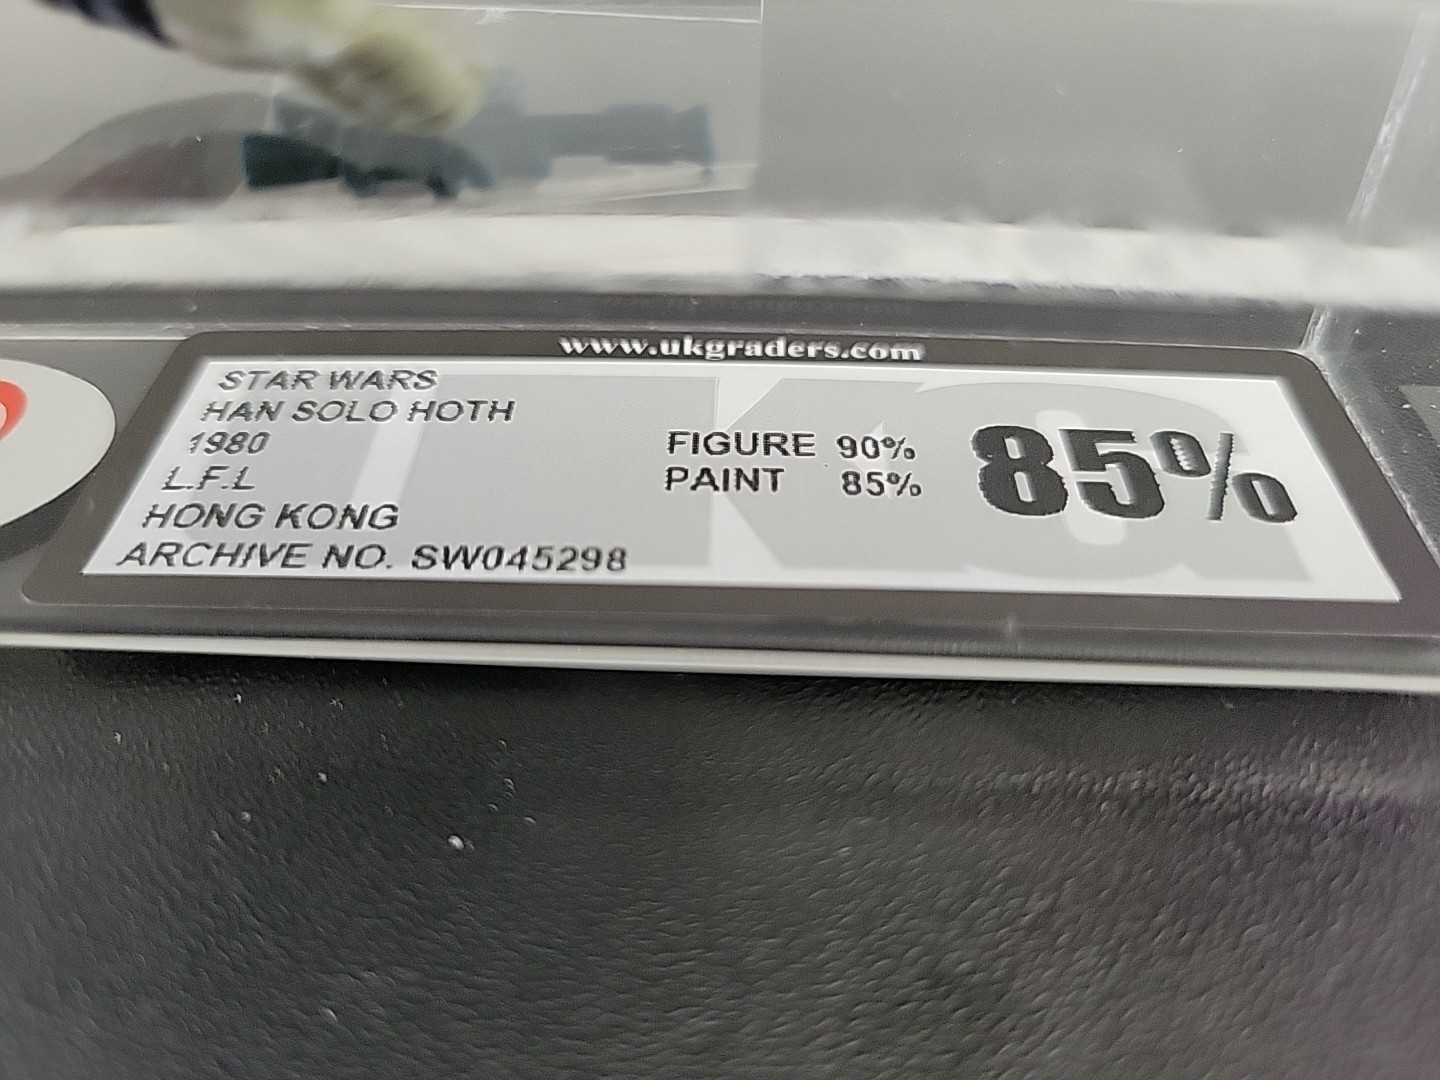 www.ukgraders.com
STAR WARS
HAN SOLO HOTH
1980
L.F.L
HONG KONG
ARCHIVE NO. SW045298
FIGURE 90%
PAINT 85%
85%